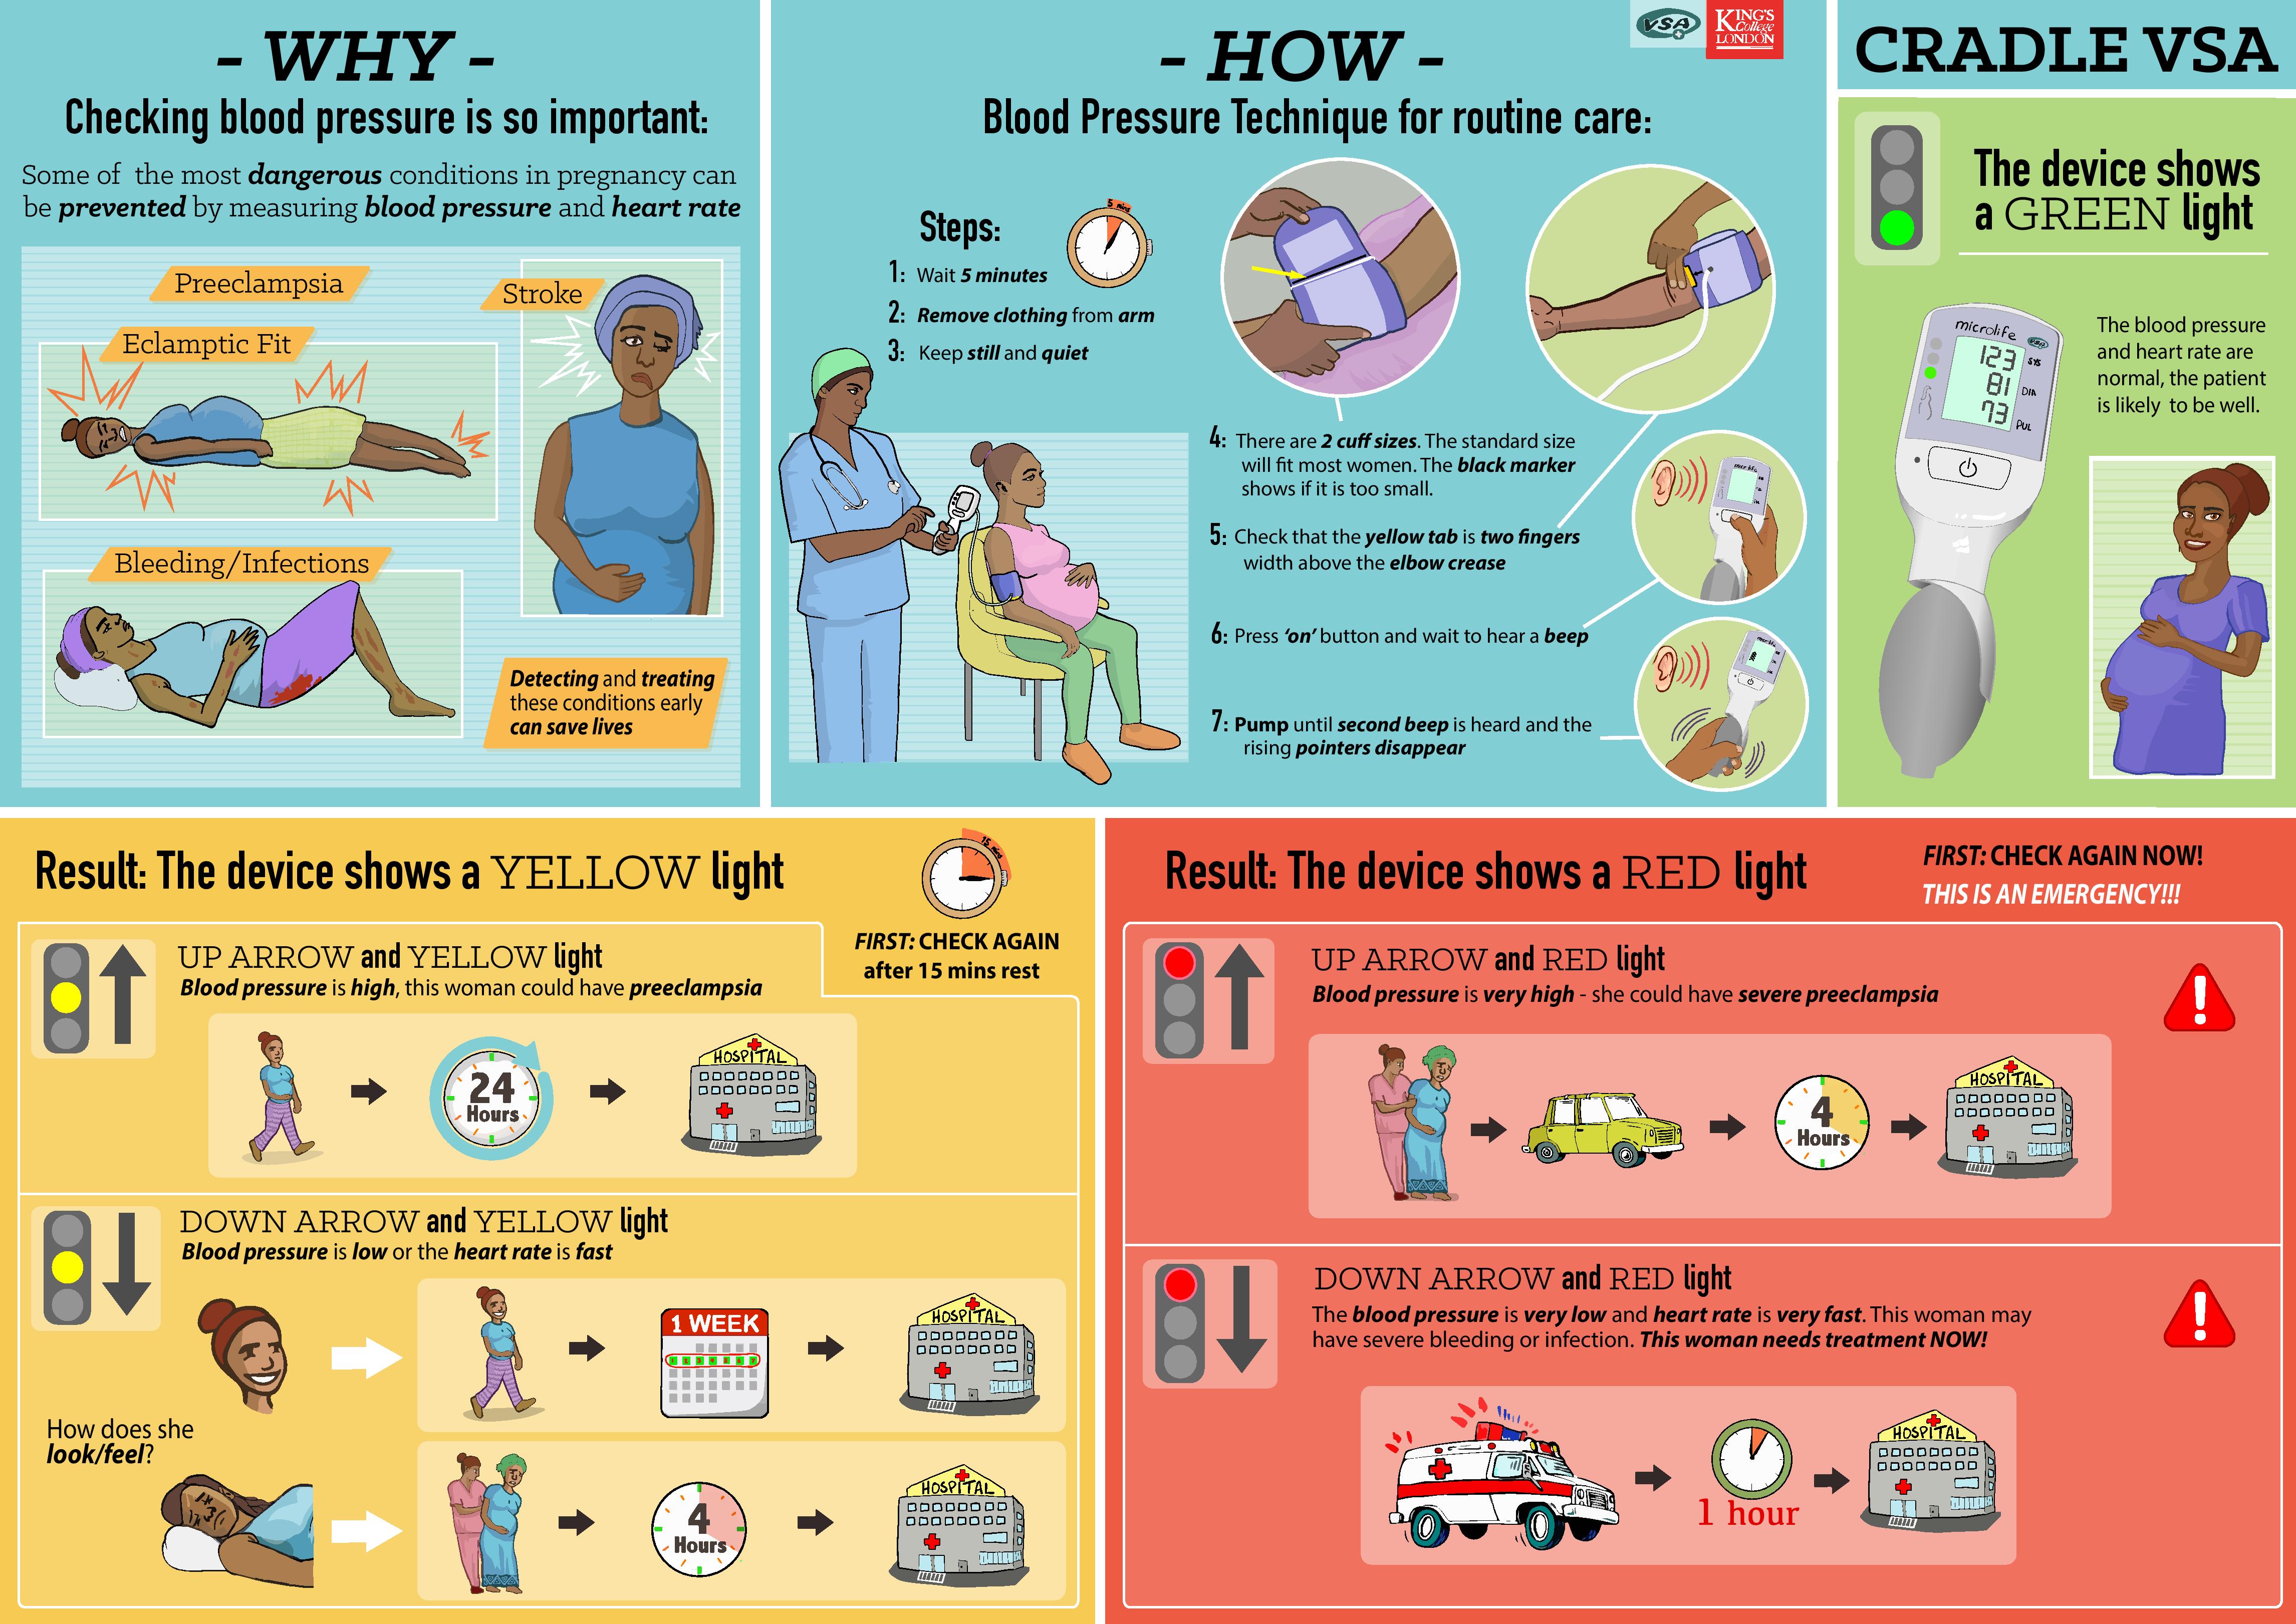 - WHY -
Checking blood pressure is so important:
Some of the most dangerous conditions in pregnancy can
be prevented by measuring blood pressure and heart rate
Preeclampsia
Stroke
Eclamptic Fit
Bleeding/Infections
Detecting and treating
these conditions early
can save lives
- HOW -
VSA
KING'S
College
LONDON
Blood Pressure Technique for routine care:
Steps:
5 mins
1: Wait 5 minutes
2: Remove clothing from arm
3: Keep still and quiet
4: There are 2 cuff sizes. The standard size
will fit most women. The black marker
shows if it is too small.
5: Check that the yellow tab is two fingers
width above the elbow crease
6: Press ‘on’ button and wait to hear a beep
7: Pump until second beep is heard and the
rising pointers disappear
microlife
microlife
CRADLE VSA
The device shows
a GREEN light
microlife
123 SYS
81 DIA
73 PUL
The blood pressure
and heart rate are
normal, the patient
is likely to be well.
Result: The device shows a YELLOW light
15 mins
FIRST: CHECK AGAIN
after 15 mins rest
UP ARROW and YELLOW light
Blood pressure is high, this woman could have preeclampsia
24
Hours
HOSPITAL
DOWN ARROW and YELLOW light
Blood pressure is low or the heart rate is fast
How does she
look/feel?
1 WEEK
1 2 3 4 5 6 7
HOSPITAL
4
Hours
HOSPITAL
Result: The device shows a RED light
FIRST: CHECK AGAIN NOW!
THIS IS AN EMERGENCY!!!
UP ARROW and RED light
Blood pressure is very high - she could have severe preeclampsia
!
4
Hours
HOSPITAL
DOWN ARROW and RED light
The blood pressure is very low and heart rate is very fast. This woman may
have severe bleeding or infection. This woman needs treatment NOW!
!
1 hour
HOSPITAL